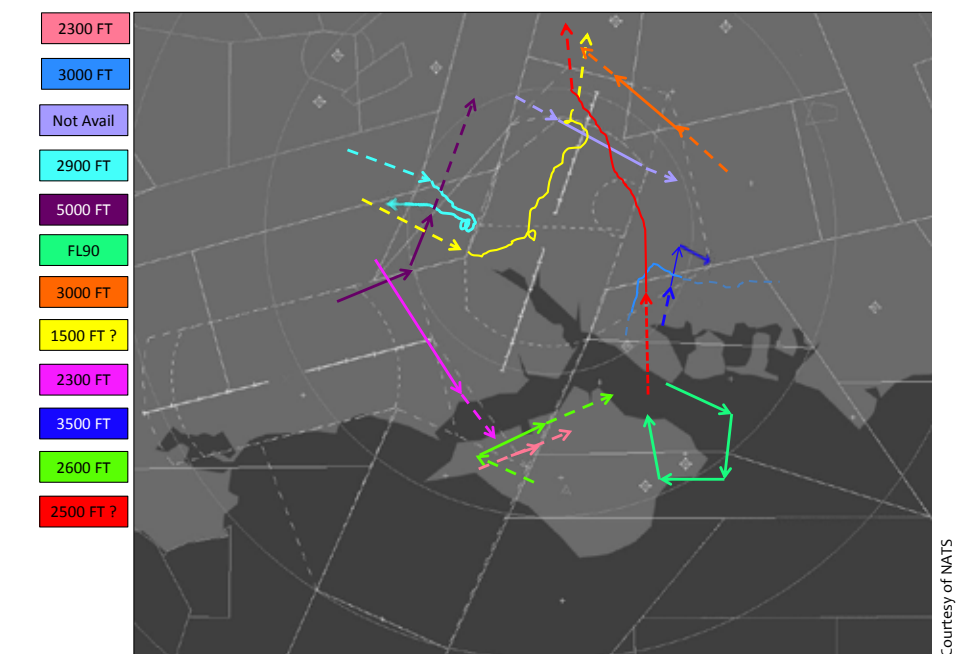 2300 FT
3000 FT
Not Avail
2900 FT
5000 FT
FL90
3000 FT
1500 FT ?
2300 FT
3500 FT
2600 FT
2500 FT ?
Courtesy of NATS